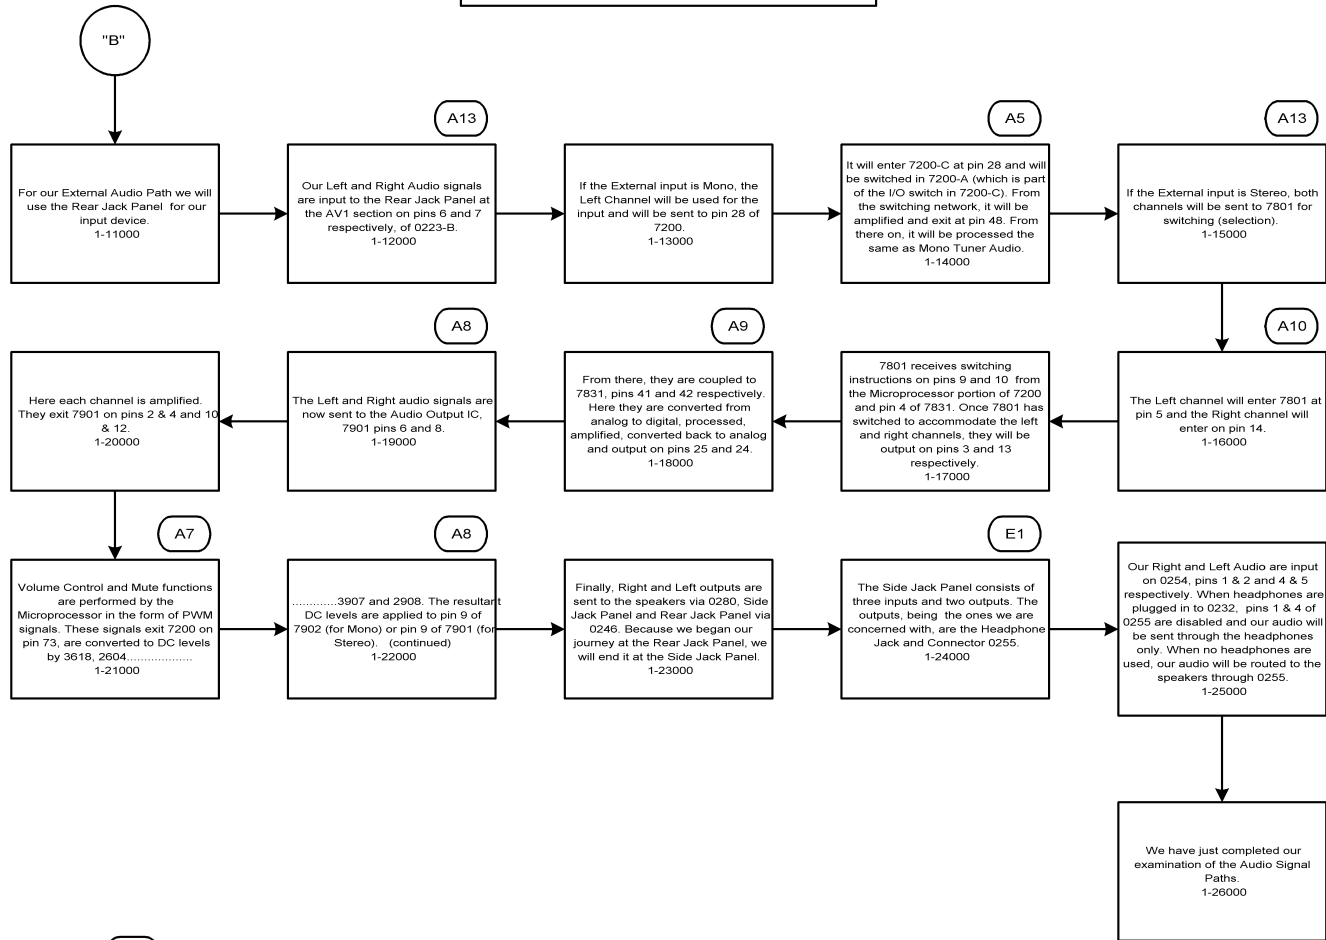 "B"
A13
A5
A13
For our External Audio Path we will
use the Rear Jack Panel for our
input device.
1-11000
Our Left and Right Audio signals
are input to the Rear Jack Panel at
the AV1 section on pins 6 and 7
respectively, of 0223-B.
1-12000
If the External input is Mono, the
Left Channel will be used for the
input and will be sent to pin 28 of
7200.
1-13000
It will enter 7200-C at pin 28 and will
be switched in 7200-A (which is part
of the I/O switch in 7200-C). From
the switching network, it will be
amplified and exit at pin 48. From
there on, it will be processed the
same as Mono Tuner Audio.
1-14000
If the External input is Stereo, both
channels will be sent to 7801 for
switching (selection).
1-15000
A10
The Left channel will enter 7801 at
pin 5 and the Right channel will
enter on pin 14.
1-16000
7801 receives switching
instructions on pins 9 and 10 from
the Microprocessor portion of 7200
and pin 4 of 7831. Once 7801 has
switched to accommodate the left
and right channels, they will be
output on pins 3 and 13
respectively.
1-17000
A9
From there, they are coupled to
7831, pins 41 and 42 respectively.
Here they are converted from
analog to digital, processed,
amplified, converted back to analog
and output on pins 25 and 24.
1-18000
A8
The Left and Right audio signals are
now sent to the Audio Output IC,
7901 pins 6 and 8.
1-19000
Here each channel is amplified.
They exit 7901 on pins 2 & 4 and 10
& 12.
1-20000
A7
Volume Control and Mute functions
are performed by the
Microprocessor in the form of PWM
signals. These signals exit 7200 on
pin 73, are converted to DC levels
by 3618, 2604...................
1-21000
A8
.............3907 and 2908. The resultant
DC levels are applied to pin 9 of
7902 (for Mono) or pin 9 of 7901 (for
Stereo). (continued)
1-22000
Finally, Right and Left outputs are
sent to the speakers via 0280, Side
Jack Panel and Rear Jack Panel via
0246. Because we began our
journey at the Rear Jack Panel, we
will end it at the Side Jack Panel.
1-23000
E1
The Side Jack Panel consists of
three inputs and two outputs. The
outputs, being the ones we are
concerned with, are the Headphone
Jack and Connector 0255.
1-24000
Our Right and Left Audio are input
on 0254, pins 1 & 2 and 4 & 5
respectively. When headphones are
plugged in to 0232, pins 1 & 4 of
0255 are disabled and our audio will
be sent through the headphones
only. When no headphones are
used, our audio will be routed to the
speakers through 0255.
1-25000
We have just completed our
examination of the Audio Signal
Paths.
1-26000